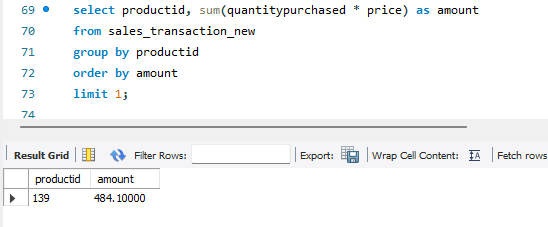 69 select productid, sum(quantitypurchased * price) as amount
70 from sales_transaction_new
71 group by productid
72 order by amount
73 limit 1;
74
Result Grid Filter Rows: Export: Wrap Cell Content: Fetch rows
productid amount
139 484.10000